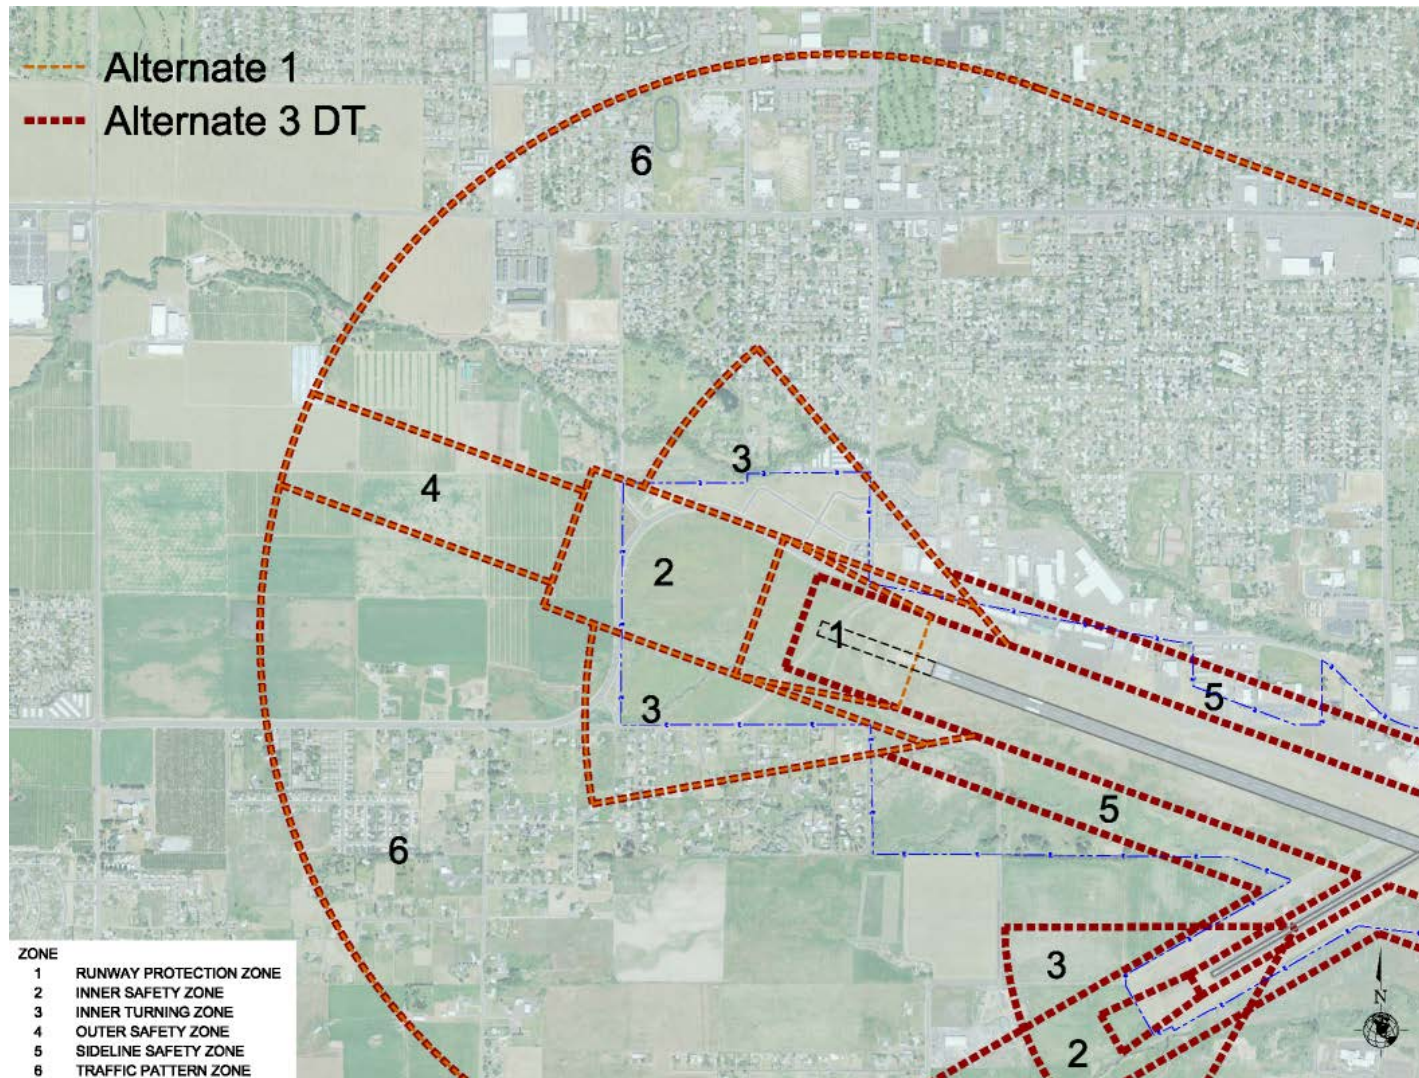 Alternate 1
Alternate 3 DT
6
3
4
2
1
5
3
5
6
3
2
N
ZONE
1 RUNWAY PROTECTION ZONE
2 INNER SAFETY ZONE
3 INNER TURNING ZONE
4 OUTER SAFETY ZONE
5 SIDELINE SAFETY ZONE
6 TRAFFIC PATTERN ZONE